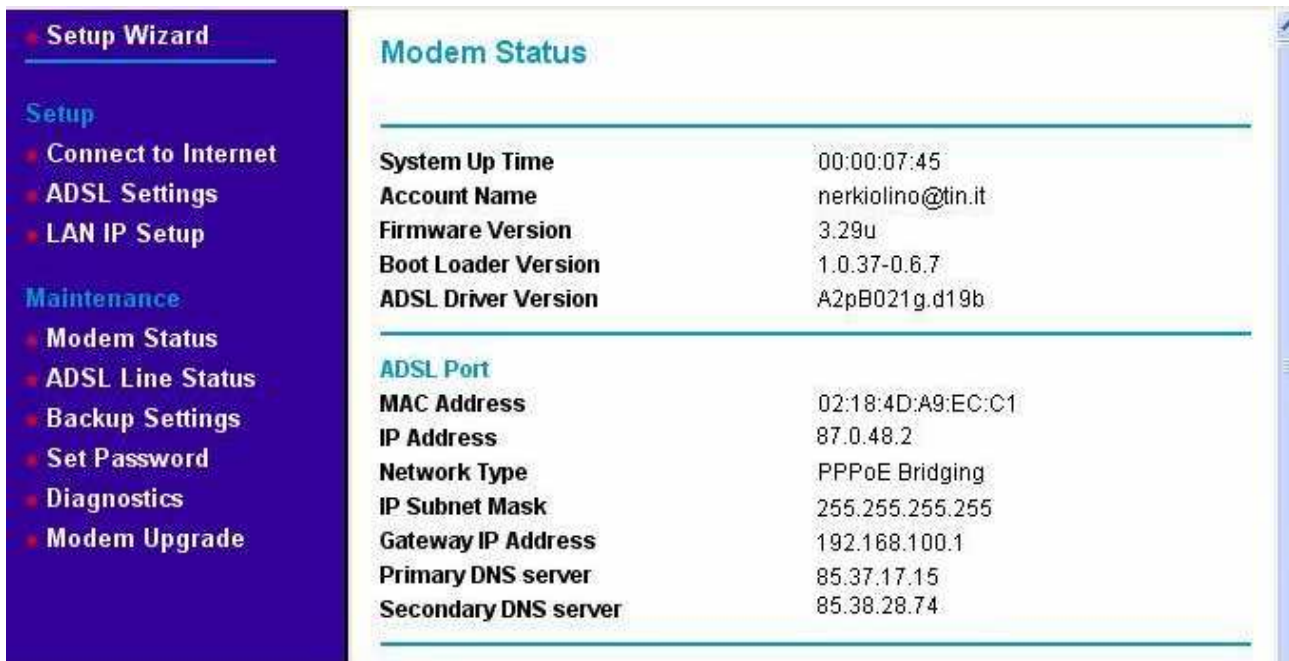 Setup Wizard
Setup
Connect to Internet
ADSL Settings
LAN IP Setup
Maintenance
Modem Status
ADSL Line Status
Backup Settings
Set Password
Diagnostics
Modem Upgrade
Modem Status
System Up Time 00:00:07:45
Account Name nerkiolino@tin.it
Firmware Version 3.29u
Boot Loader Version 1.0.37-0.6.7
ADSL Driver Version A2pB021g.d19b
ADSL Port
MAC Address 02:18:4D:A9:EC:C1
IP Address 87.0.48.2
Network Type PPPoE Bridging
IP Subnet Mask 255.255.255.255
Gateway IP Address 192.168.100.1
Primary DNS server 85.37.17.15
Secondary DNS server 85.38.28.74